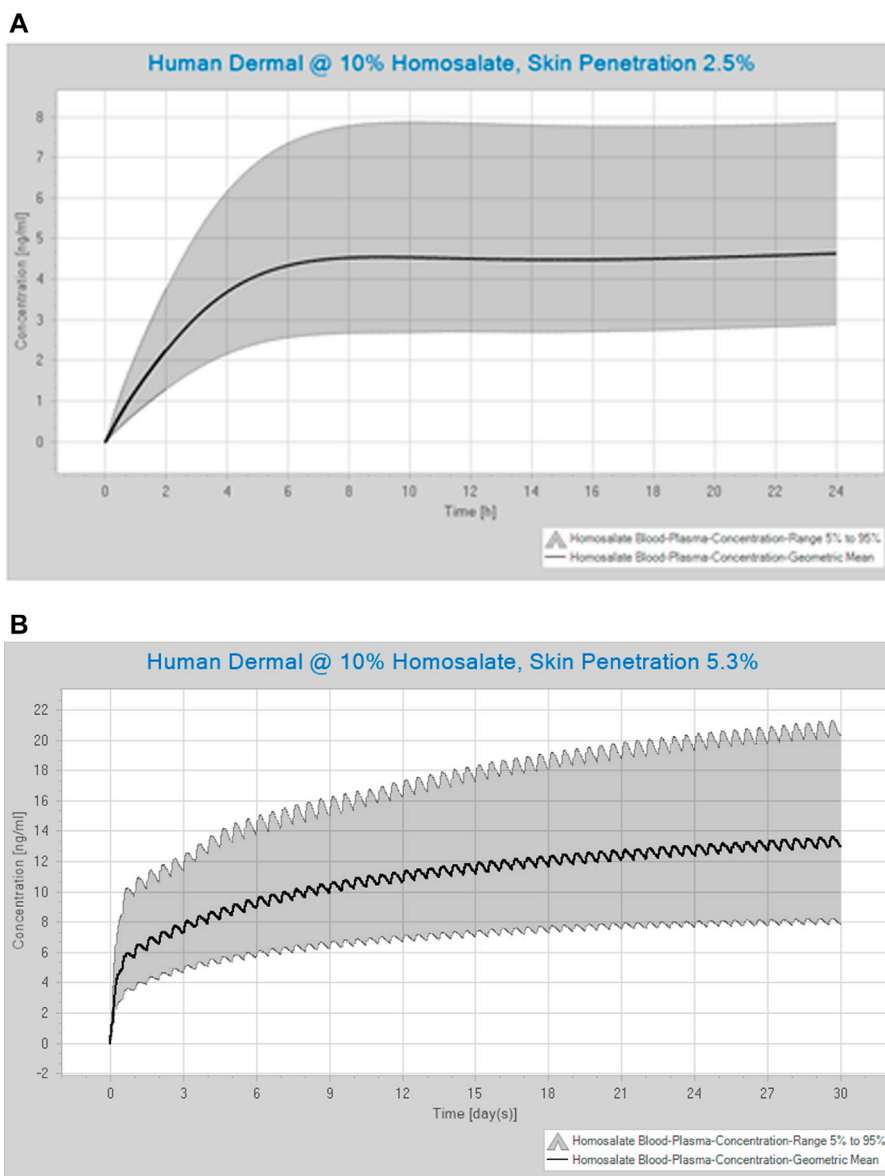 A
Human Dermal @ 10% Homosalate, Skin Penetration 2.5%
Concentration [ng/ml]
8
7
6
5
4
3
2
1
0
0 2 4 6 8 10 12 14 16 18 20 22 24
Time [h]
Homosalate Blood-Plasma-Concentration-Range 5% to 95%
Homosalate Blood-Plasma-Concentration-Geometric Mean
B
Human Dermal @ 10% Homosalate, Skin Penetration 5.3%
Concentration [ng/ml]
22
20
18
16
14
12
10
8
6
4
2
0
-2
0 3 6 9 12 15 18 21 24 27 30
Time [day(s)]
Homosalate Blood-Plasma-Concentration-Range 5% to 95%
Homosalate Blood-Plasma-Concentration-Geometric Mean